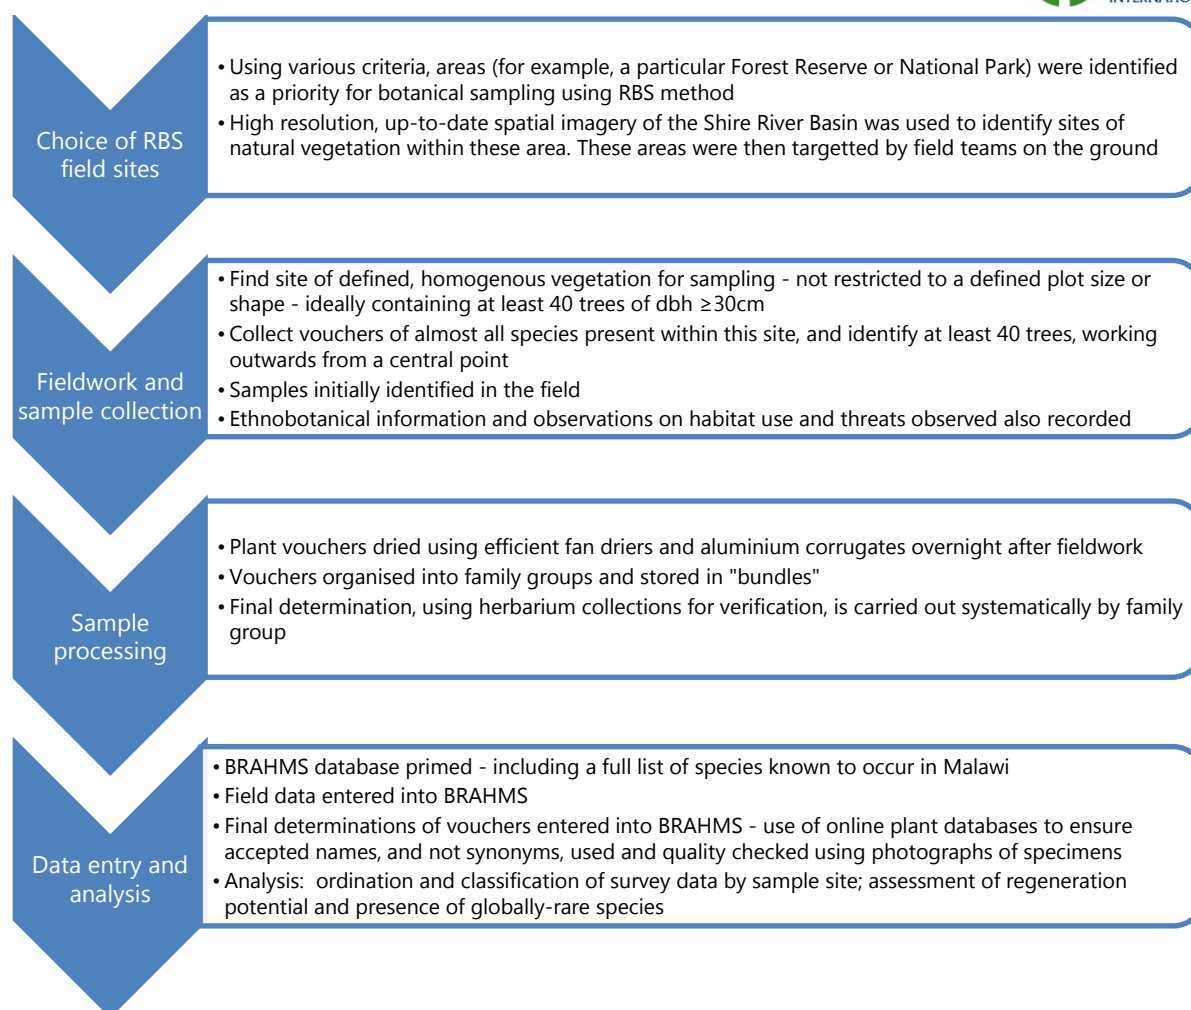 Choice of RBS
field sites
• Using various criteria, areas (for example, a particular Forest Reserve or National Park) were identified
as a priority for botanical sampling using RBS method
• High resolution, up-to-date spatial imagery of the Shire River Basin was used to identify sites of
natural vegetation within these area. These areas were then targetted by field teams on the ground
Fieldwork and
sample collection
• Find site of defined, homogenous vegetation for sampling - not restricted to a defined plot size or
shape - ideally containing at least 40 trees of dbh ≥30cm
• Collect vouchers of almost all species present within this site, and identify at least 40 trees, working
outwards from a central point
• Samples initially identified in the field
• Ethnobotanical information and observations on habitat use and threats observed also recorded
Sample
processing
• Plant vouchers dried using efficient fan driers and aluminium corrugates overnight after fieldwork
• Vouchers organised into family groups and stored in "bundles"
• Final determination, using herbarium collections for verification, is carried out systematically by family
group
Data entry and
analysis
• BRAHMS database primed - including a full list of species known to occur in Malawi
• Field data entered into BRAHMS
• Final determinations of vouchers entered into BRAHMS - use of online plant databases to ensure
accepted names, and not synonyms, used and quality checked using photographs of specimens
• Analysis: ordination and classification of survey data by sample site; assessment of regeneration
potential and presence of globally-rare species